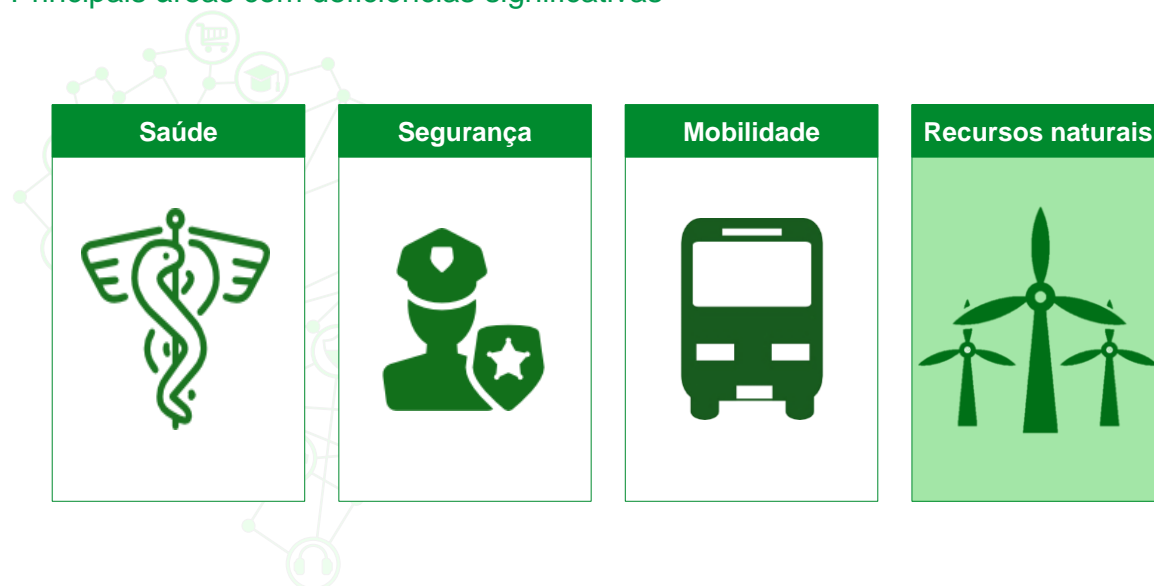 Principais áreas com deficiências significativas
Saúde
Segurança
Mobilidade
Recursos naturais